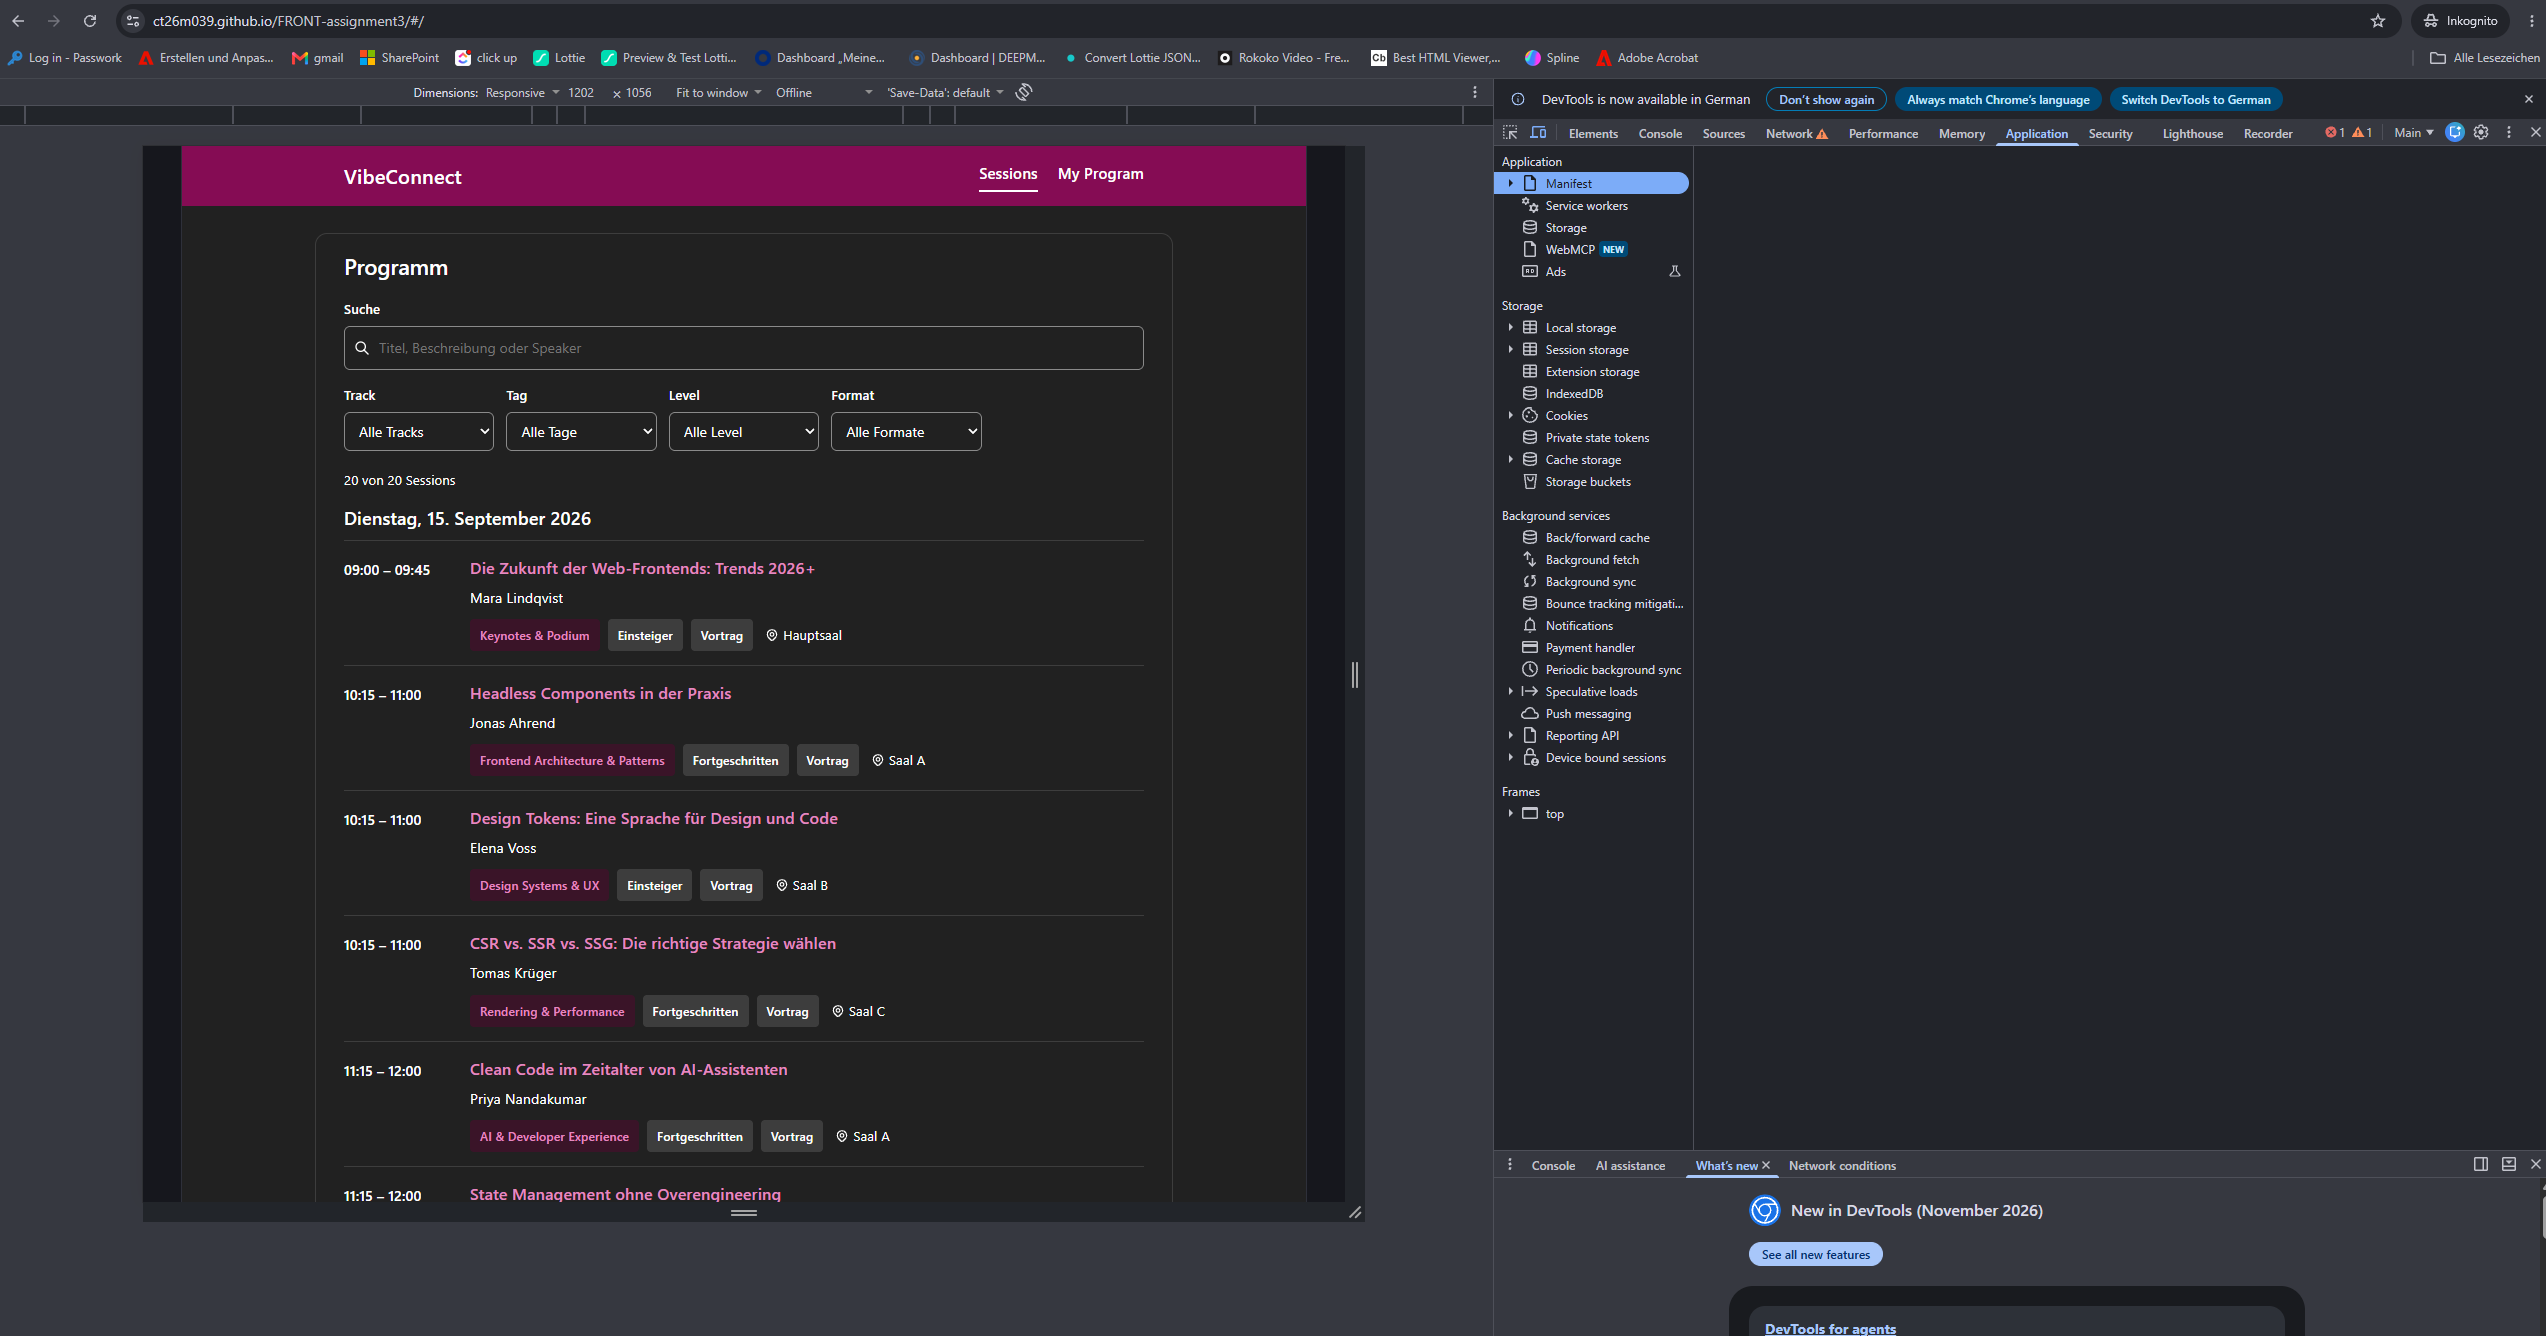 ct26m039.github.io/FRONT-assignment3/#/
Inkognito
Log in - Passwork
Erstellen und Anpas...
gmail
SharePoint
click up
Lottie
Preview & Test Lotti...
Dashboard „Meine...
Dashboard | DEEPM...
Convert Lottie JSON...
Rokoko Video - Fre...
Cb Best HTML Viewer,...
Spline
Adobe Acrobat
Alle Lesezeichen
Dimensions: Responsive 1202 × 1056 Fit to window Offline 'Save-Data': default
VibeConnect
Sessions
My Program
Programm
Suche
Titel, Beschreibung oder Speaker
Track Tag Level Format
Alle Tracks Alle Tage Alle Level Alle Formate
20 von 20 Sessions
Dienstag, 15. September 2026
09:00 – 09:45
Die Zukunft der Web-Frontends: Trends 2026+
Mara Lindqvist
Keynotes & Podium Einsteiger Vortrag Hauptsaal
10:15 – 11:00
Headless Components in der Praxis
Jonas Ahrend
Frontend Architecture & Patterns Fortgeschritten Vortrag Saal A
10:15 – 11:00
Design Tokens: Eine Sprache für Design und Code
Elena Voss
Design Systems & UX Einsteiger Vortrag Saal B
10:15 – 11:00
CSR vs. SSR vs. SSG: Die richtige Strategie wählen
Tomas Krüger
Rendering & Performance Fortgeschritten Vortrag Saal C
11:15 – 12:00
Clean Code im Zeitalter von AI-Assistenten
Priya Nandakumar
AI & Developer Experience Fortgeschritten Vortrag Saal A
11:15 – 12:00
State Management ohne Overengineering
DevTools is now available in German
Don't show again
Always match Chrome's language
Switch DevTools to German
Elements Console Sources Network Performance Memory Application Security Lighthouse Recorder 1 1 Main
Application
Manifest
Service workers
Storage
WebMCP NEW
Ads
Storage
Local storage
Session storage
Extension storage
IndexedDB
Cookies
Private state tokens
Cache storage
Storage buckets
Background services
Back/forward cache
Background fetch
Background sync
Bounce tracking mitigati...
Notifications
Payment handler
Periodic background sync
Speculative loads
Push messaging
Reporting API
Device bound sessions
Frames
top
Console AI assistance What's new Network conditions
New in DevTools (November 2026)
See all new features
DevTools for agents